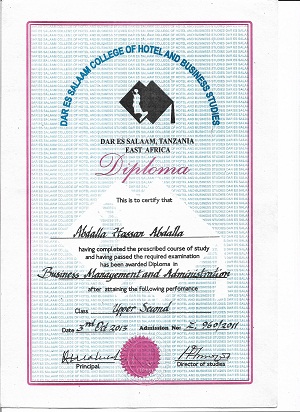 DAR ES SALAAM COLLEGE OF HOTEL AND BUSINESS STUDIES
DAR ES SALAAM, TANZANIA
EAST AFRICA
Diploma
This is to certify that
Abdalla Hassan Abdalla
having completed the prescribed course of study
and having passed the required examination
has been awarded Diploma in
Business Management and Administration
after attaining the following perfomance
Class Upper Second
Date 3rd Oct 2013 Admission No: E. 960/2011
Principal Director of studies